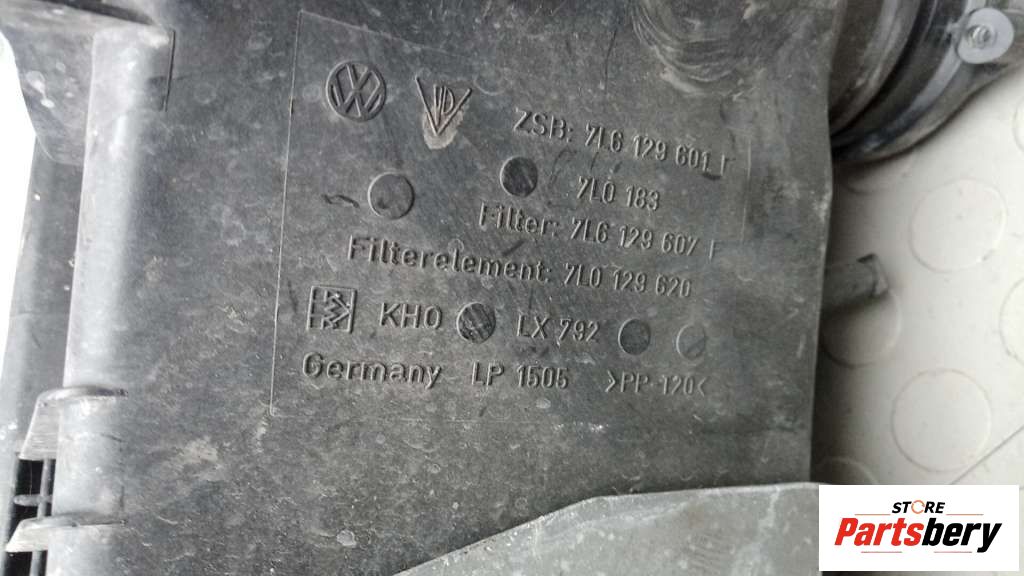 ZSB: 7L6 129 601 F
7L0 183
Filter: 7L6 129 607 F
Filterelement: 7L0 129 620
KHO LX 792
Germany LP 1505 >PP-T20<
STORE
Partsbery